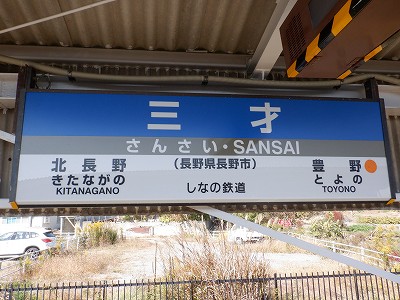 三才
さんさい・SANSAI
(長野県長野市)
北長野
きたながの
KITANAGANO
しなの鉄道
豊野
とよの
TOYONO